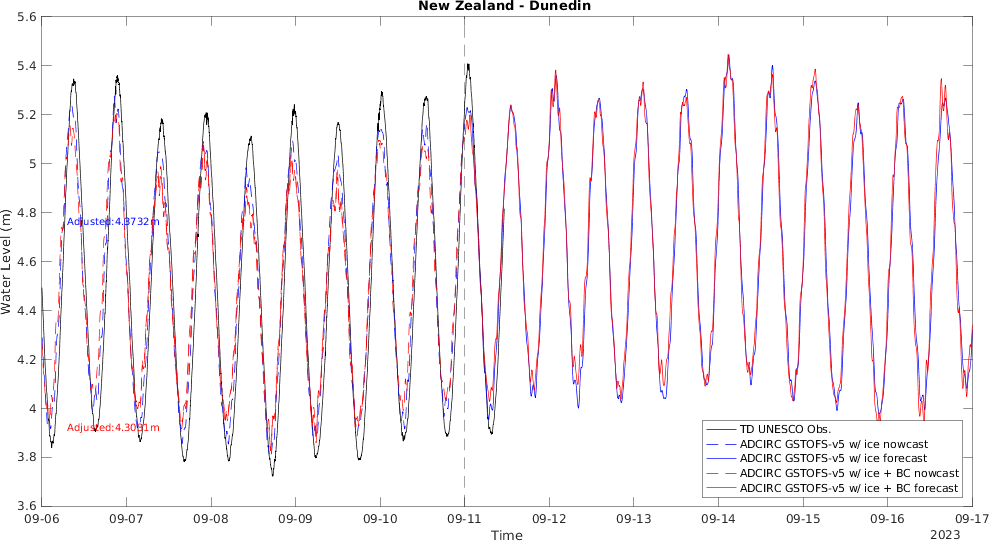 New Zealand - Dunedin
5.6
5.4
5.2
5
4.8
4.6
4.4
4.2
4
3.8
3.6
Water Level (m)
Adjusted:4.3732m
TD UNESCO Obs.
ADCIRC GSTOFS-v5 w/ ice nowcast
ADCIRC GSTOFS-v5 w/ ice forecast
ADCIRC GSTOFS-v5 w/ ice + BC nowcast
ADCIRC GSTOFS-v5 w/ ice + BC forecast
09-06 09-07 09-08 09-09 09-10 09-11 09-12 09-13 09-14 09-15 09-16 09-17
Time
2023